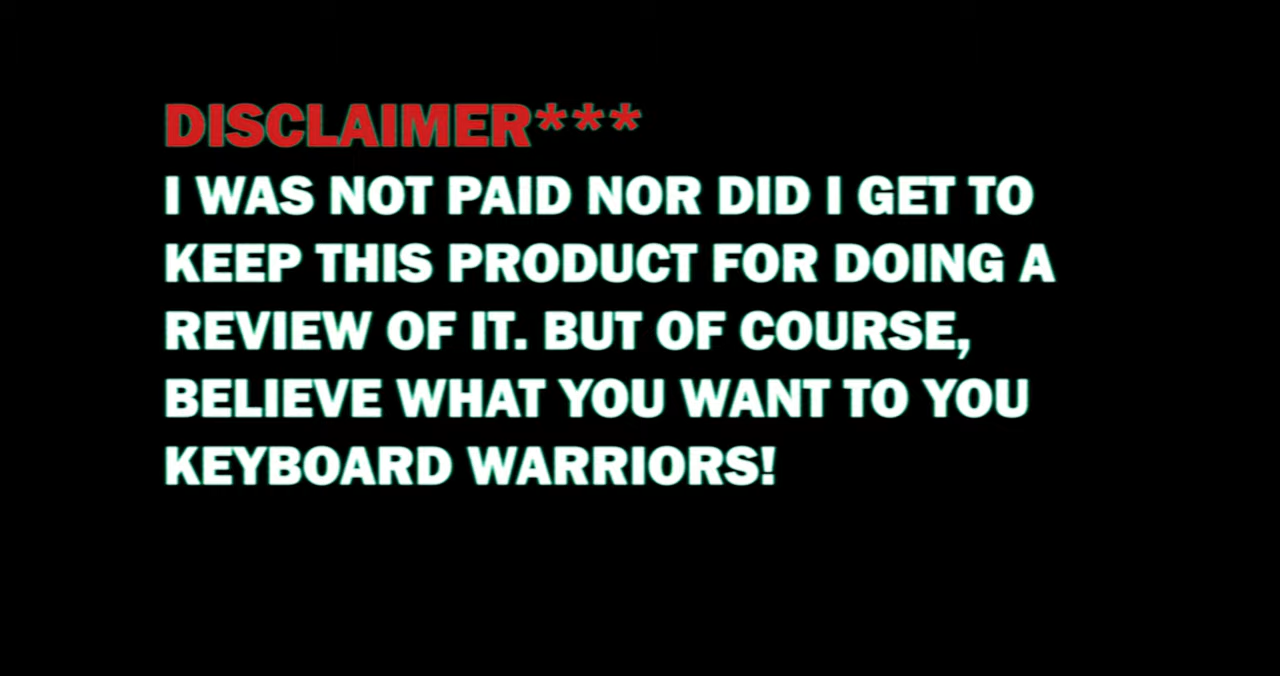 DISCLAIMER***
I WAS NOT PAID NOR DID I GET TO
KEEP THIS PRODUCT FOR DOING A
REVIEW OF IT. BUT OF COURSE,
BELIEVE WHAT YOU WANT TO YOU
KEYBOARD WARRIORS!